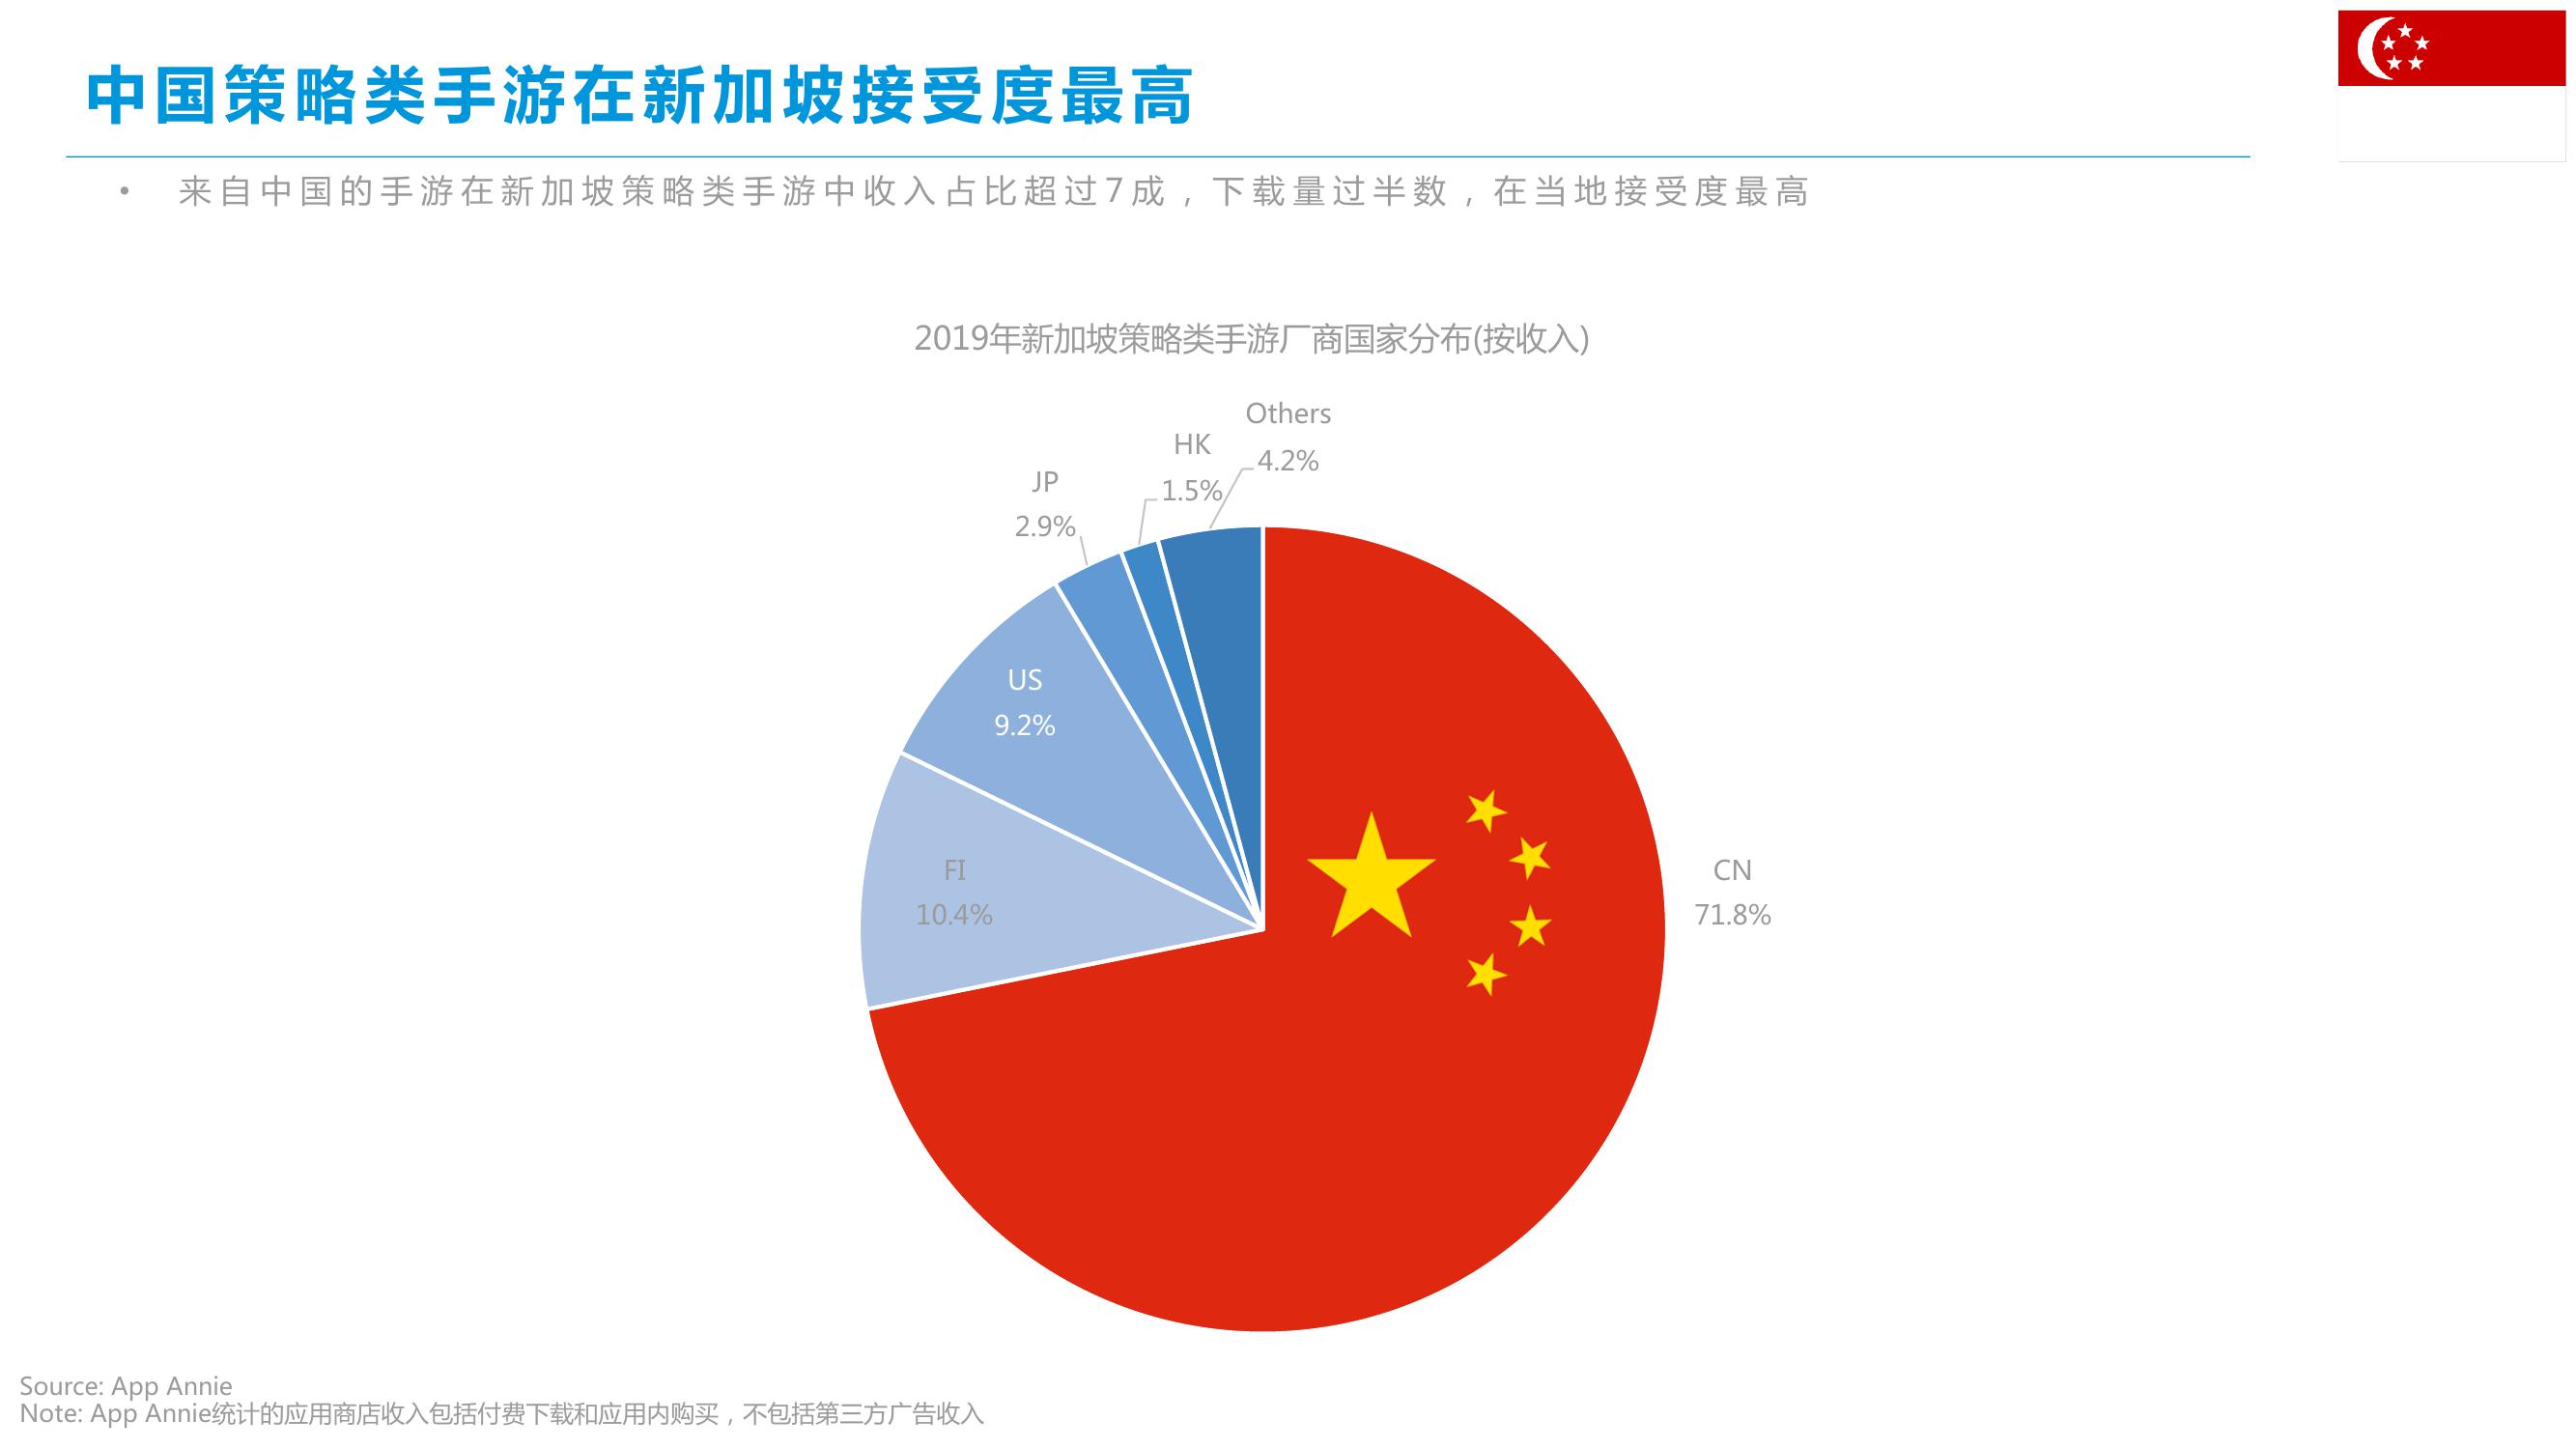 中国策略类手游在新加坡接受度最高
• 来自中国的手游在新加坡策略类手游中收入占比超过7成，下载量过半数，在当地接受度最高
2019年新加坡策略类手游厂商国家分布(按收入)
Others
4.2%
HK
1.5%
JP
2.9%
US
9.2%
FI
10.4%
CN
71.8%
Source: App Annie
Note: App Annie统计的应用商店收入包括付费下载和应用内购买，不包括第三方广告收入